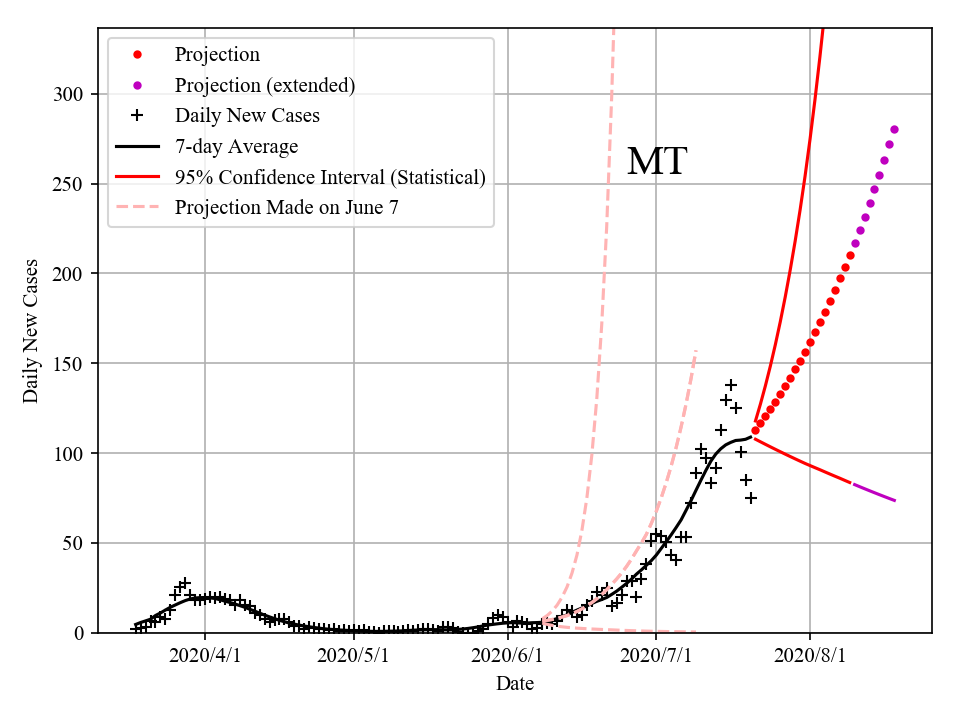 Projection
Projection (extended)
Daily New Cases
7-day Average
95% Confidence Interval (Statistical)
Projection Made on June 7
MT
300
250
200
150
100
50
0
Daily New Cases
2020/4/1
2020/5/1
2020/6/1
2020/7/1
2020/8/1
Date